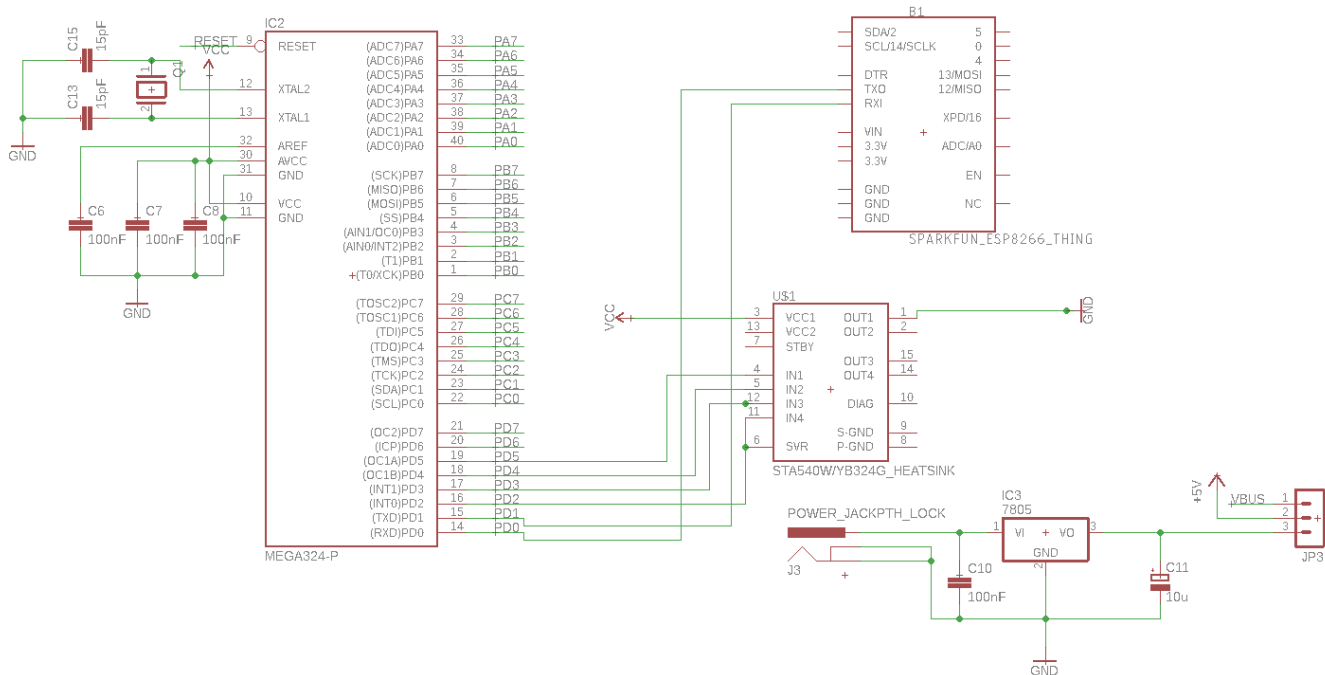 IC2
C15
15pF
Q1
1
2
C13
15pF
GND
RESET
VCC
9
RESET
12
XTAL2
13
XTAL1
32
AREF
30
AVCC
31
GND
10
VCC
11
GND
C6
100nF
C7
100nF
C8
100nF
GND
(ADC7)PA7 33 PA7
(ADC6)PA6 34 PA6
(ADC5)PA5 35 PA5
(ADC4)PA4 36 PA4
(ADC3)PA3 37 PA3
(ADC2)PA2 38 PA2
(ADC1)PA1 39 PA1
(ADC0)PA0 40 PA0
(SCK)PB7 8 PB7
(MISO)PB6 7 PB6
(MOSI)PB5 6 PB5
(SS)PB4 5 PB4
(AIN1/OC0)PB3 4 PB3
(AIN0/INT2)PB2 3 PB2
(T1)PB1 2 PB1
(T0/XCK)PB0 1 PB0
(TOSC2)PC7 29 PC7
(TOSC1)PC6 28 PC6
(TDI)PC5 27 PC5
(TDO)PC4 26 PC4
(TMS)PC3 25 PC3
(TCK)PC2 24 PC2
(SDA)PC1 23 PC1
(SCL)PC0 22 PC0
(OC2)PD7 21 PD7
(ICP)PD6 20 PD6
(OC1A)PD5 19 PD5
(OC1B)PD4 18 PD4
(INT1)PD3 17 PD3
(INT0)PD2 16 PD2
(TXD)PD1 15 PD1
(RXD)PD0 14 PD0
MEGA324-P
B1
SDA/2 5
SCL/14/SCLK 0
4
DTR 13/MOSI
TXO 12/MISO
RXI
XPD/16
VIN
3.3V ADC/A0
3.3V
EN
GND
GND NC
GND
SPARKFUN_ESP8266_THING
U$1
VCC
3 VCC1 OUT1 1
13 VCC2 OUT2 2
7 STBY
OUT3 15
4 IN1 OUT4 14
5 IN2
12 IN3 DIAG 10
11 IN4
S-GND 9
6 SVR P-GND 8
GND
STA540W/YB324G_HEATSINK
POWER_JACKPTH_LOCK
J3
C10
100nF
IC3
7805
1 VI VO 3
GND
2
C11
10u
GND
+5V
VBUS
1
2
3
JP3